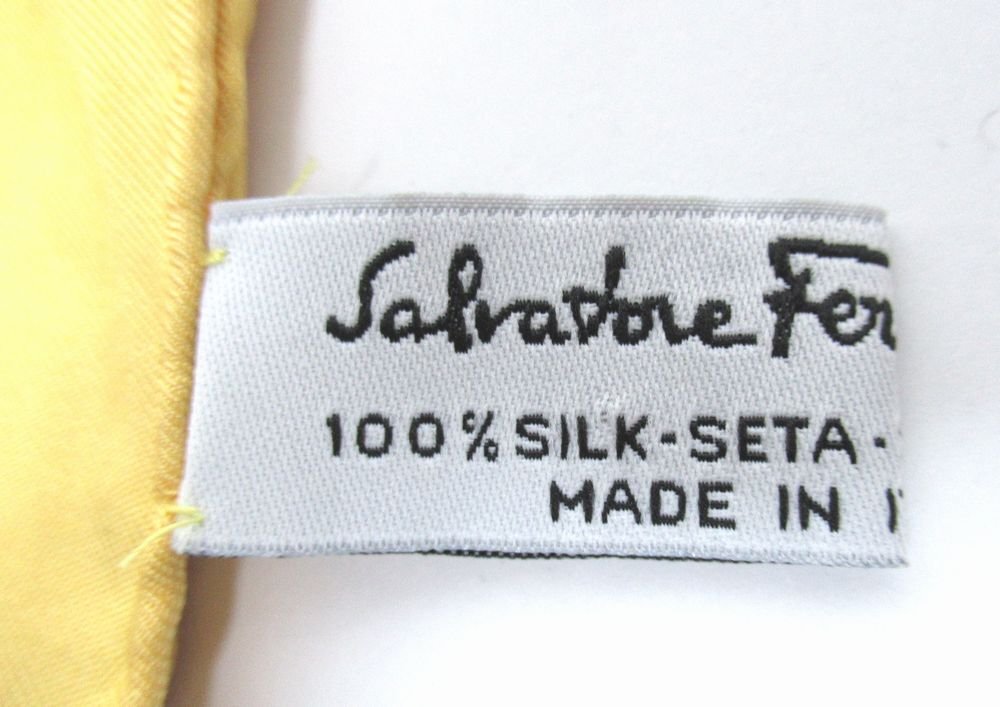 Salvatore Fer
100% SILK-SETA-
MADE IN I